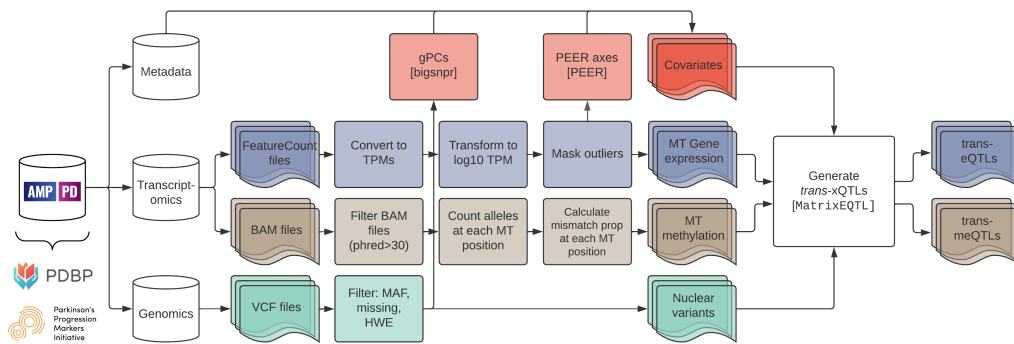 AMP PD
PDBP
Parkinson's
Progression
Markers
Initiative
Metadata
Transcript-
omics
Genomics
gPCs
[bigsnpr]
PEER axes
[PEER]
Covariates
FeatureCount
files
Convert to
TPMs
Transform to
log10 TPM
Mask outliers
MT Gene
expression
BAM files
Filter BAM
files
(phred>30)
Count alleles
at each MT
position
Calculate
mismatch prop
at each MT
position
MT
methylation
VCF files
Filter: MAF,
missing,
HWE
Nuclear
variants
Generate
trans-xQTLs
[MatrixEQTL]
trans-
eQTLs
trans-
meQTLs